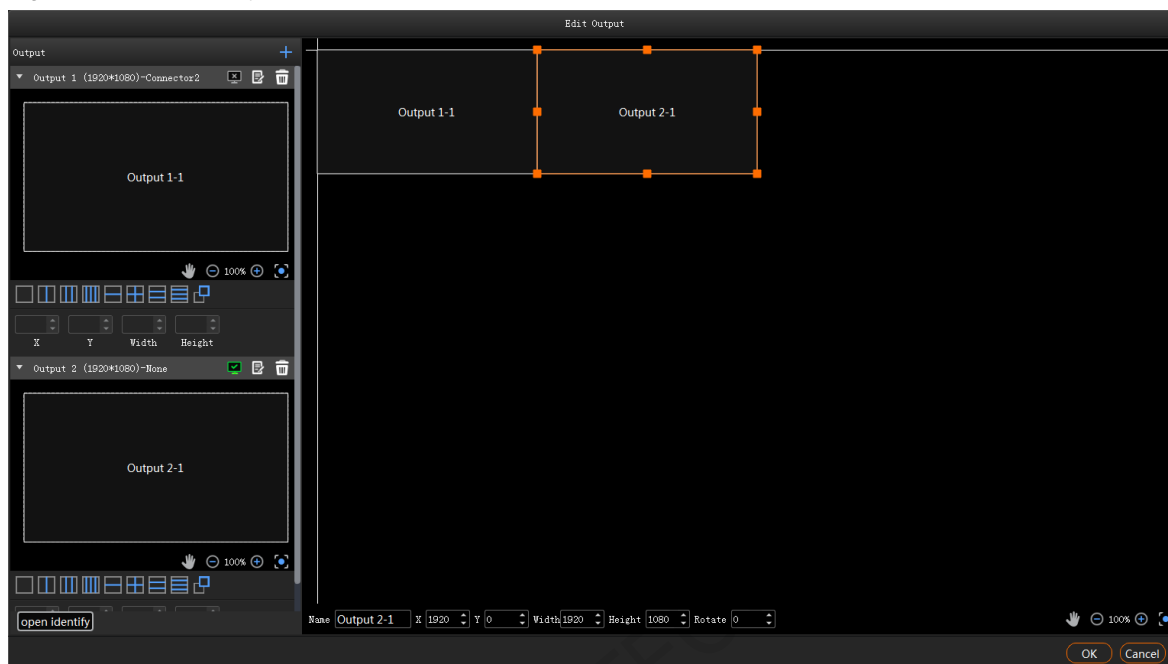 Edit Output
Output
Output 1 (1920*1080)-Connector2
Output 1-1
100%
X Y Width Height
Output 2 (1920*1080)-None
Output 2-1
100%
open identify
Output 1-1
Output 2-1
Name Output 2-1 X 1920 Y 0 Width 1920 Height 1080 Rotate 0
100%
OK Cancel